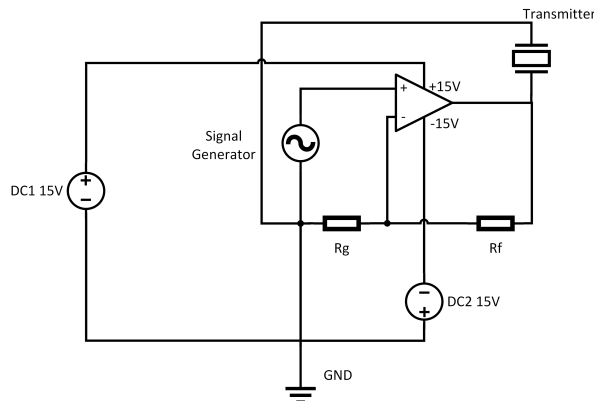 Transmitter
+15V
+
-
-15V
Signal
Generator
DC1 15V
+
−
Rg
Rf
−
+
DC2 15V
GND